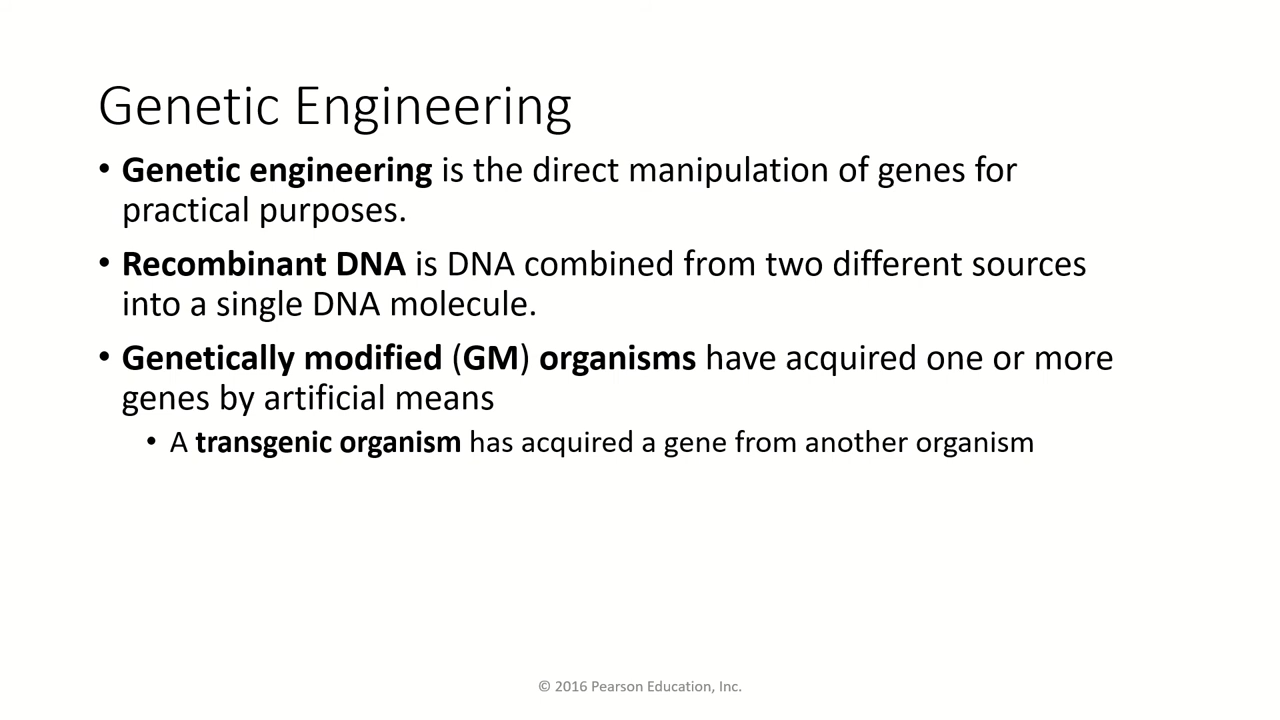 Genetic Engineering
• Genetic engineering is the direct manipulation of genes for
practical purposes.
• Recombinant DNA is DNA combined from two different sources
into a single DNA molecule.
• Genetically modified (GM) organisms have acquired one or more
genes by artificial means
• A transgenic organism has acquired a gene from another organism
© 2016 Pearson Education, Inc.